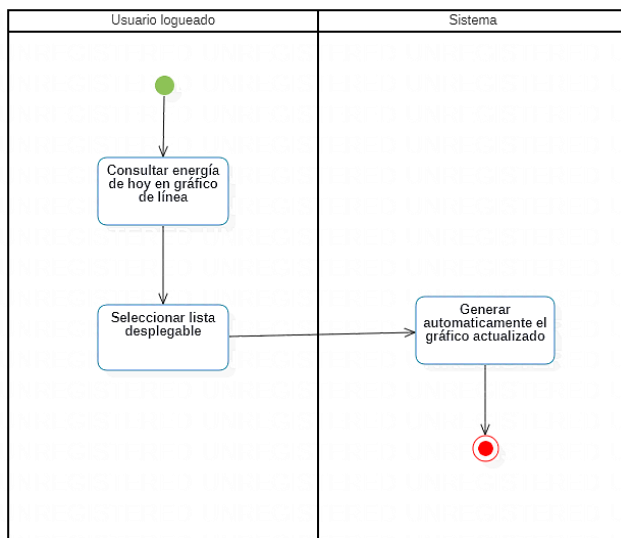 Usuario logueado
Sistema
Consultar energía
de hoy en gráfico
de línea
Seleccionar lista
desplegable
Generar
automaticamente el
gráfico actualizado